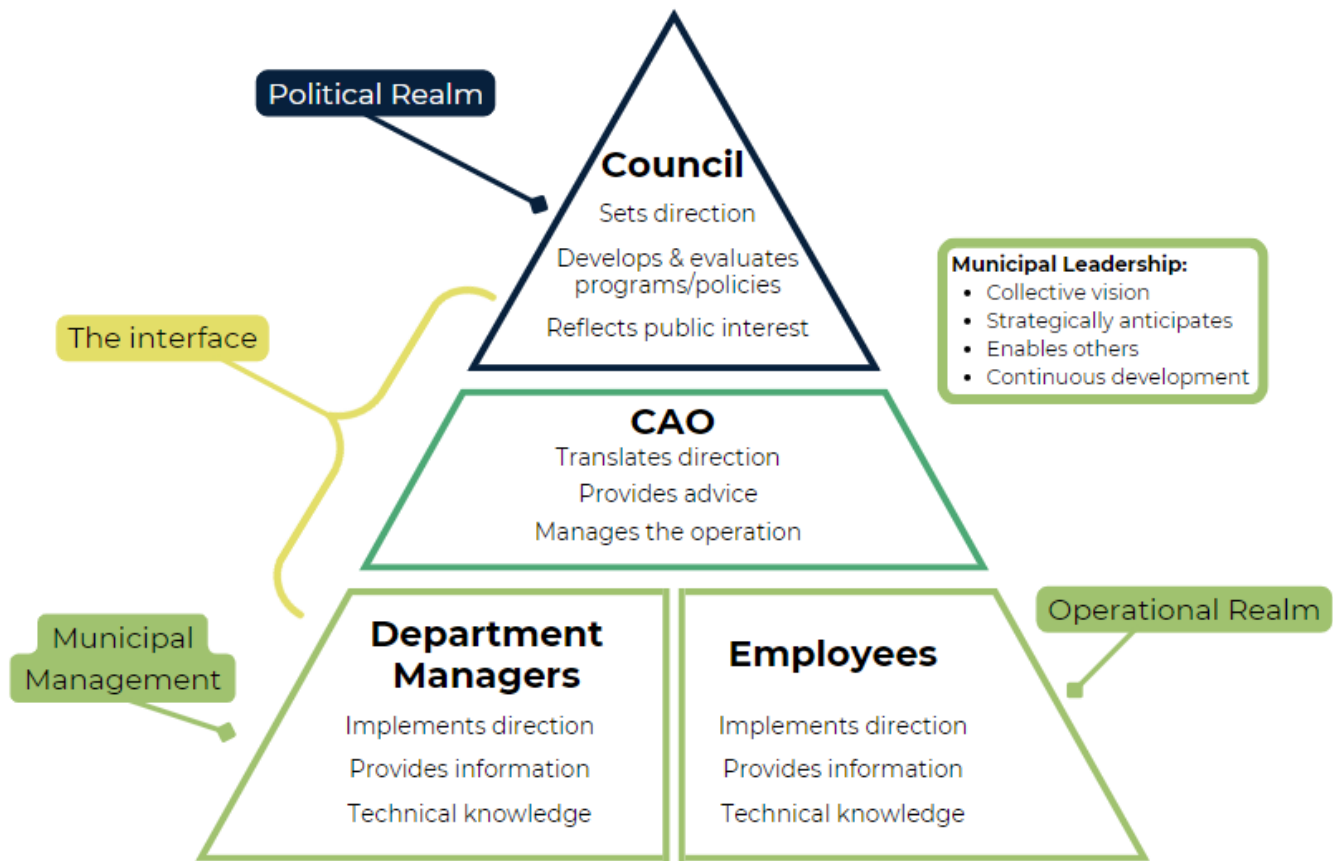 Political Realm
Council
Sets direction
Develops & evaluates
programs/policies
Reflects public interest
Municipal Leadership:
• Collective vision
• Strategically anticipates
• Enables others
• Continuous development
The interface
CAO
Translates direction
Provides advice
Manages the operation
Municipal
Management
Department
Managers
Implements direction
Provides information
Technical knowledge
Employees
Implements direction
Provides information
Technical knowledge
Operational Realm